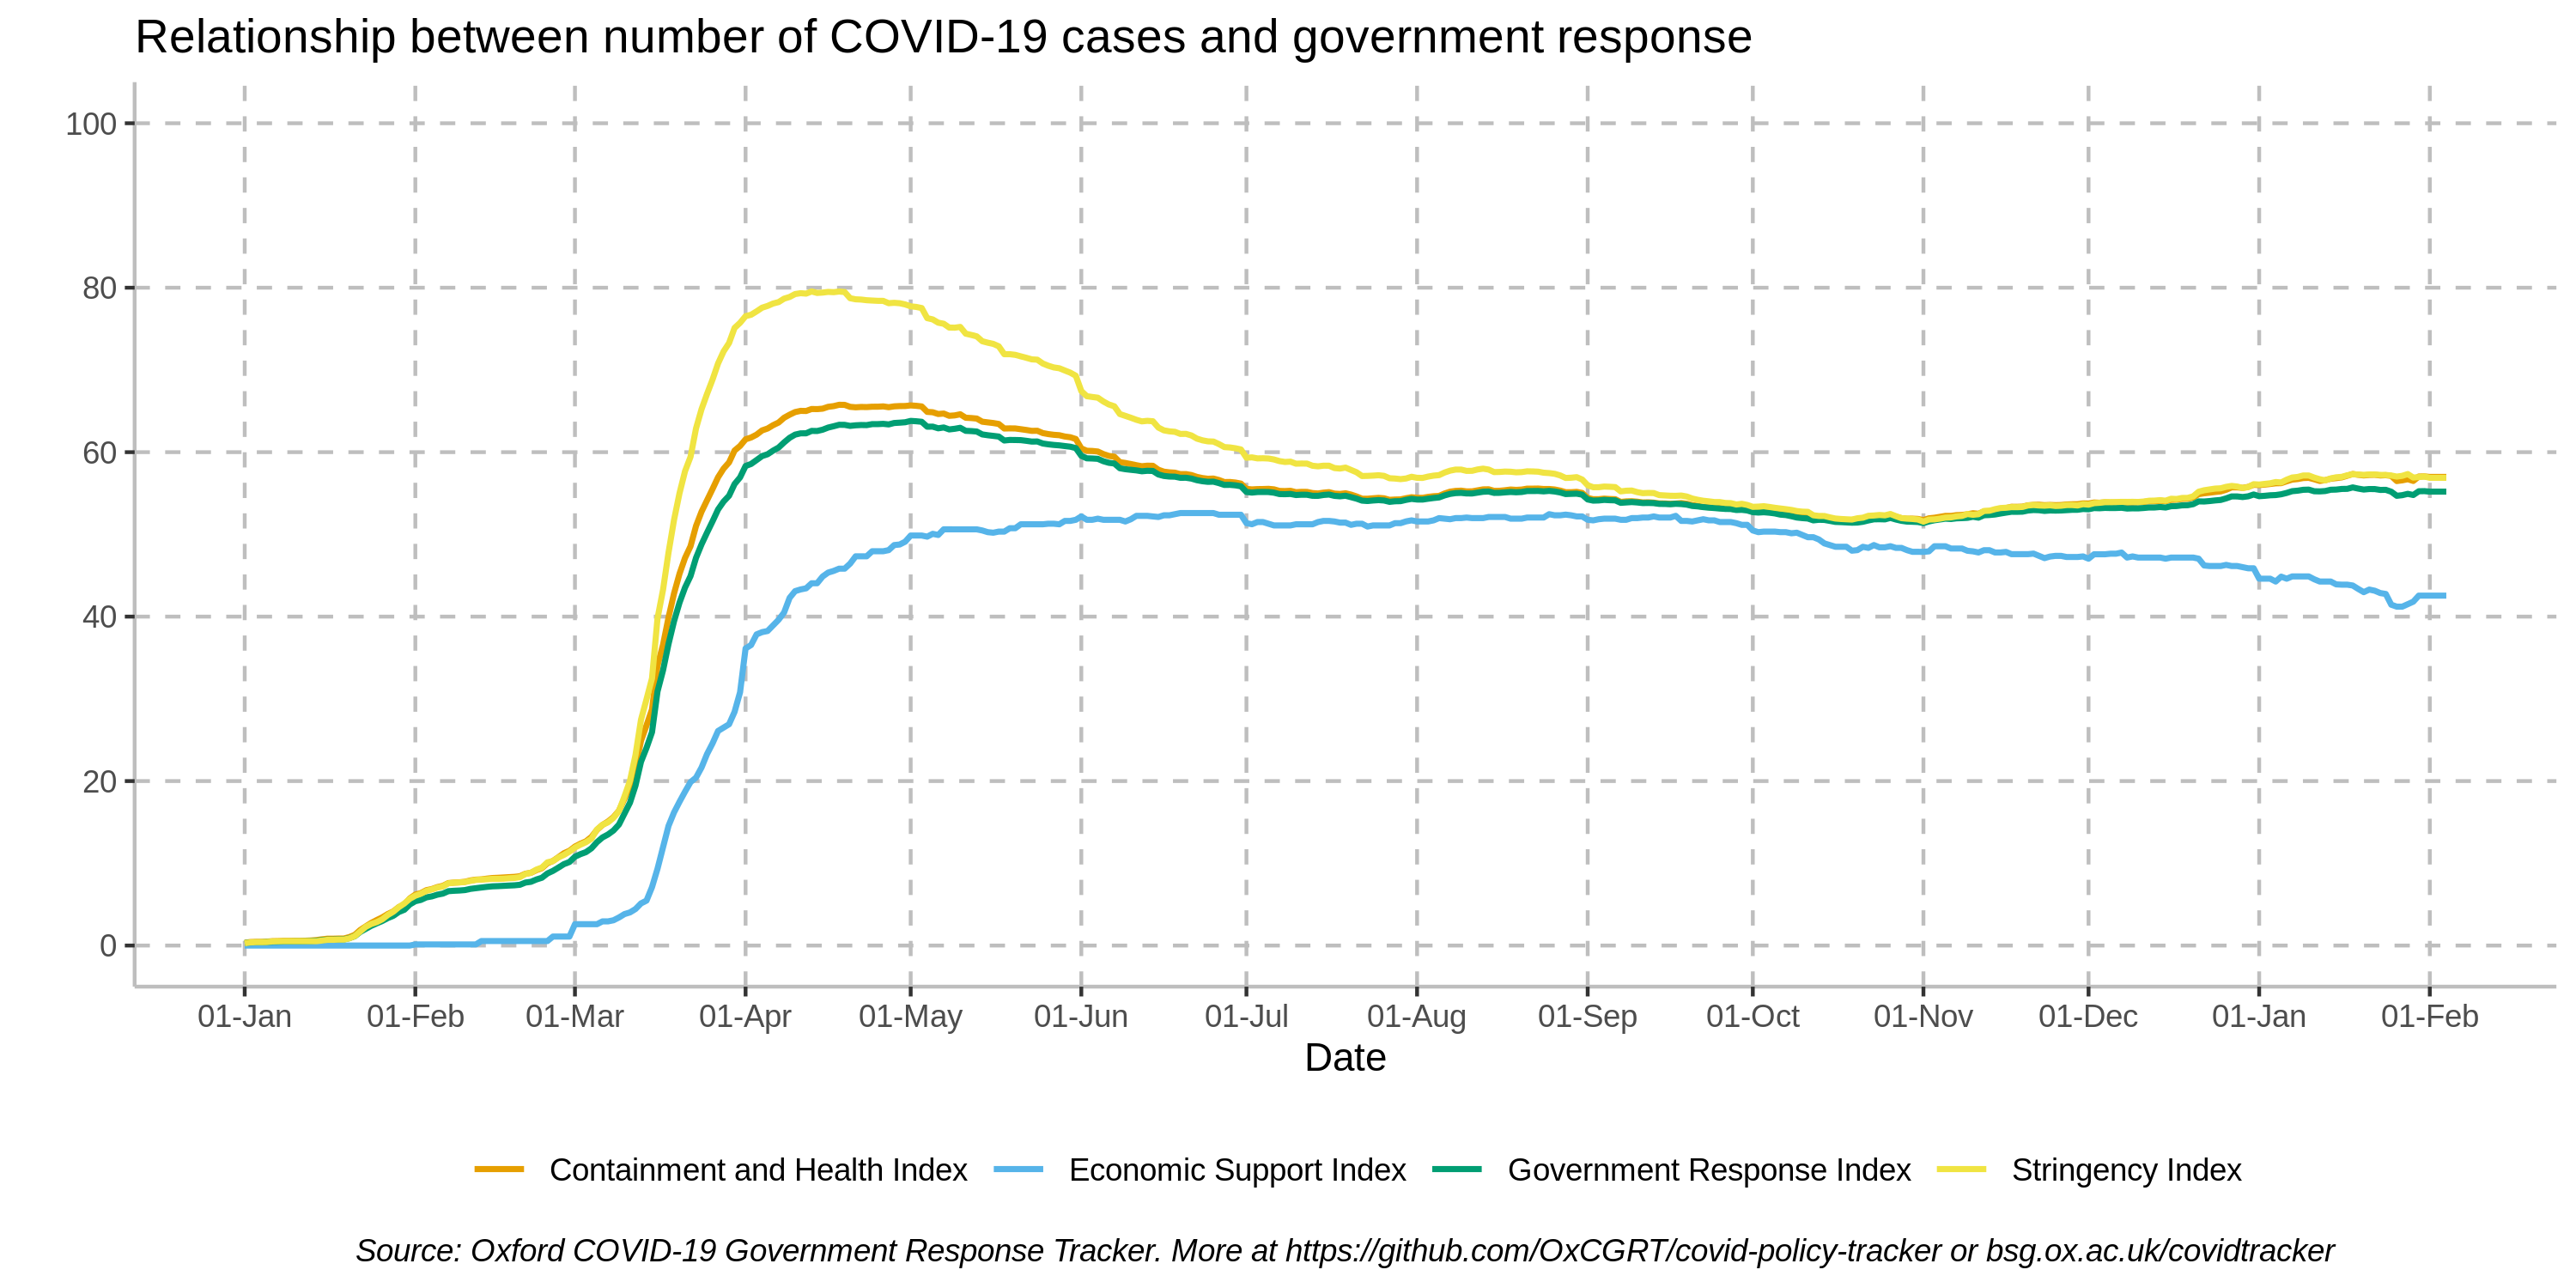 Relationship between number of COVID-19 cases and government response
100
80
60
40
20
0
01-Jan 01-Feb 01-Mar 01-Apr 01-May 01-Jun 01-Jul 01-Aug 01-Sep 01-Oct 01-Nov 01-Dec 01-Jan 01-Feb
Date
Containment and Health Index Economic Support Index Government Response Index Stringency Index
Source: Oxford COVID-19 Government Response Tracker. More at https://github.com/OxCGRT/covid-policy-tracker or bsg.ox.ac.uk/covidtracker